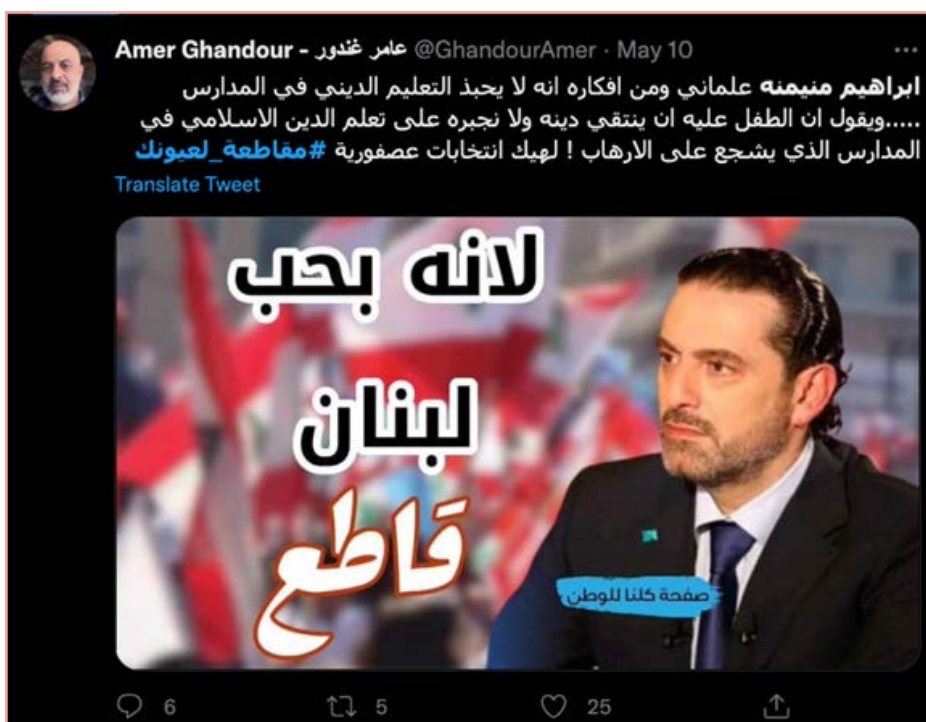 Amer Ghandour - عامر غندور @GhandourAmer · May 10
ابراهيم منيمنه علماني ومن افكاره انه لا يحبذ التعليم الديني في المدارس
.....ويقول ان الطفل عليه ان ينتقي دينه ولا نجبره على تعلم الدين الاسلامي في
المدارس الذي يشجع على الارهاب ! لهيك انتخابات عصفورية #مقاطعة_لعيونك
Translate Tweet
لانه بحب
لبنان
قاطع
صفحة كلنا للوطن
6 5 25